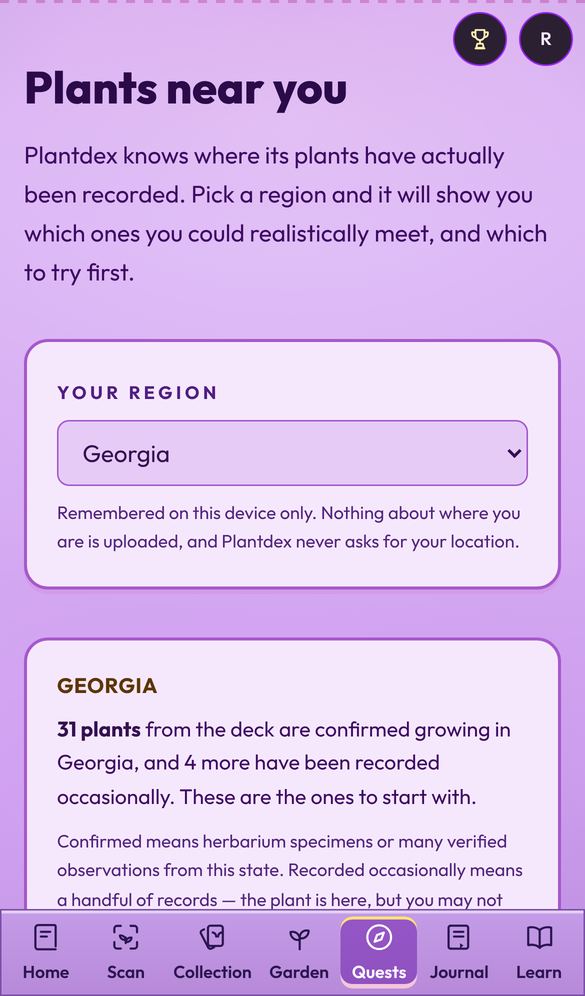 R
Plants near you
Plantdex knows where its plants have actually
been recorded. Pick a region and it will show you
which ones you could realistically meet, and which
to try first.
YOUR REGION
Georgia
Remembered on this device only. Nothing about where you
are is uploaded, and Plantdex never asks for your location.
GEORGIA
31 plants from the deck are confirmed growing in
Georgia, and 4 more have been recorded
occasionally. These are the ones to start with.
Confirmed means herbarium specimens or many verified
observations from this state. Recorded occasionally means
a handful of records — the plant is here, but you may not
Home Scan Collection Garden Quests Journal Learn